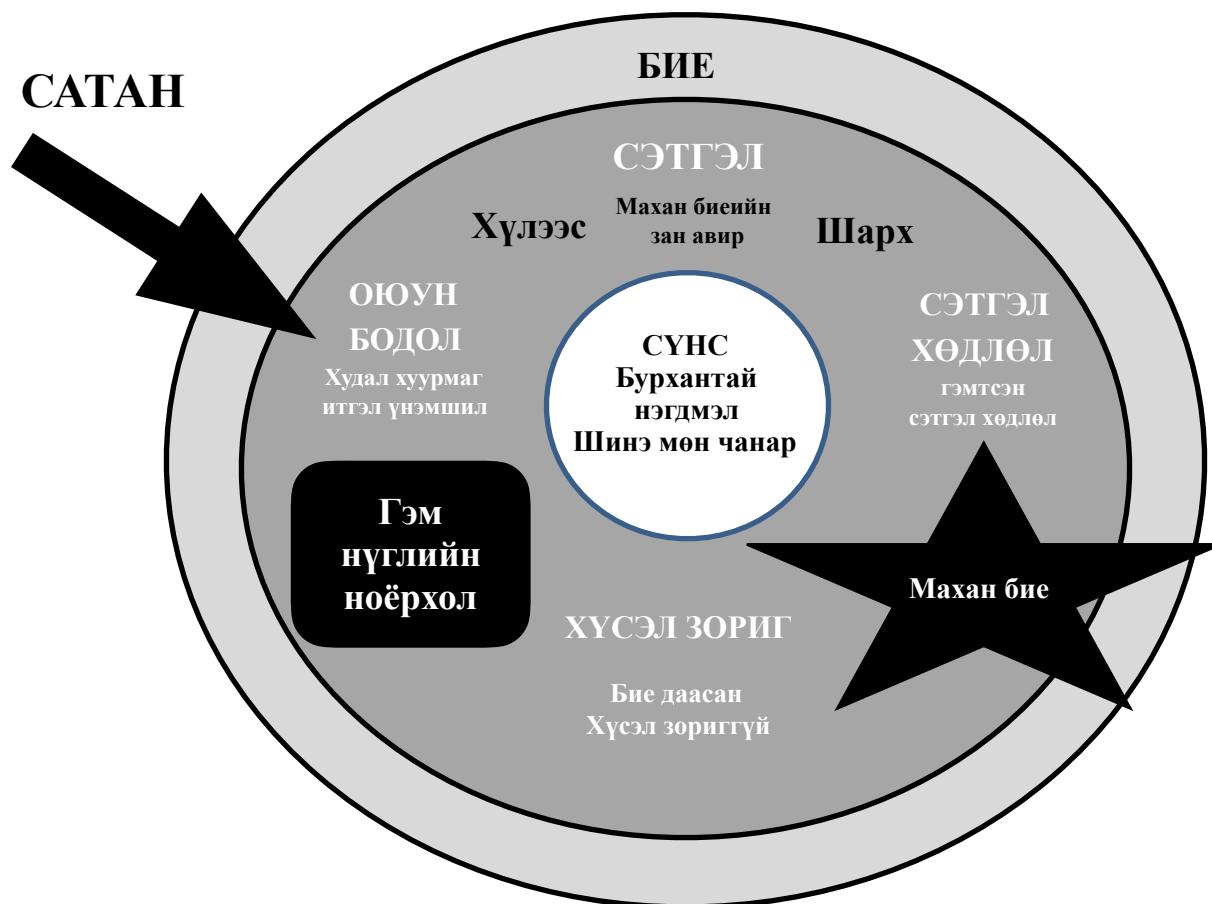 БИЕ
САТАН
СЭТГЭЛ
Махан биеийн
зан авир
Хүлээс
Шарх
ОЮУН
БОДОЛ
Худал хуурмаг
итгэл үнэмшил
СЭТГЭЛ
ХӨДЛӨЛ
гэмтсэн
сэтгэл хөдлөл
СҮНС
Бурхантай
нэгдмэл
Шинэ мөн чанар
Гэм
нүглийн
ноёрхол
Махан бие
ХҮСЭЛ ЗОРИГ
Бие даасан
Хүсэл зориггүй